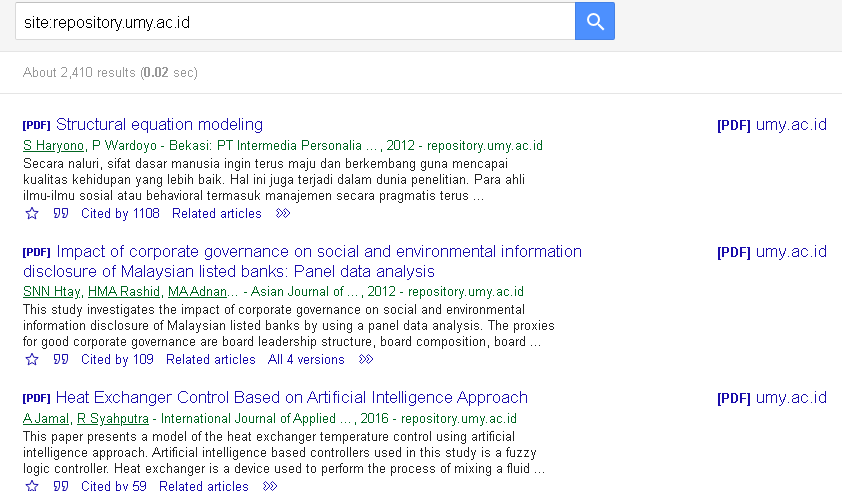 site:repository.umy.ac.id
About 2,410 results (0.02 sec)
[PDF] Structural equation modeling
[PDF] umy.ac.id
S Haryono, P Wardoyo - Bekasi: PT Intermedia Personalia ..., 2012 - repository.umy.ac.id
Secara naluri, sifat dasar manusia ingin terus maju dan berkembang guna mencapai
kualitas kehidupan yang lebih baik. Hal ini juga terjadi dalam dunia penelitian. Para ahli
ilmu-ilmu sosial atau behavioral termasuk manajemen secara pragmatis terus ...
Cited by 1108 Related articles
[PDF] Impact of corporate governance on social and environmental information
disclosure of Malaysian listed banks: Panel data analysis
[PDF] umy.ac.id
SNN Htay, HMA Rashid, MA Adnan... - Asian Journal of ..., 2012 - repository.umy.ac.id
This study investigates the impact of corporate governance on social and environmental
information disclosure of Malaysian listed banks by using a panel data analysis. The proxies
for good corporate governance are board leadership structure, board composition, board ...
Cited by 109 Related articles All 4 versions
[PDF] Heat Exchanger Control Based on Artificial Intelligence Approach
[PDF] umy.ac.id
A Jamal, R Syahputra - International Journal of Applied ..., 2016 - repository.umy.ac.id
This paper presents a model of the heat exchanger temperature control using artificial
intelligence approach. Artificial intelligence based controllers used in this study is a fuzzy
logic controller. Heat exchanger is a device used to perform the process of mixing a fluid ...
Cited by 59 Related articles